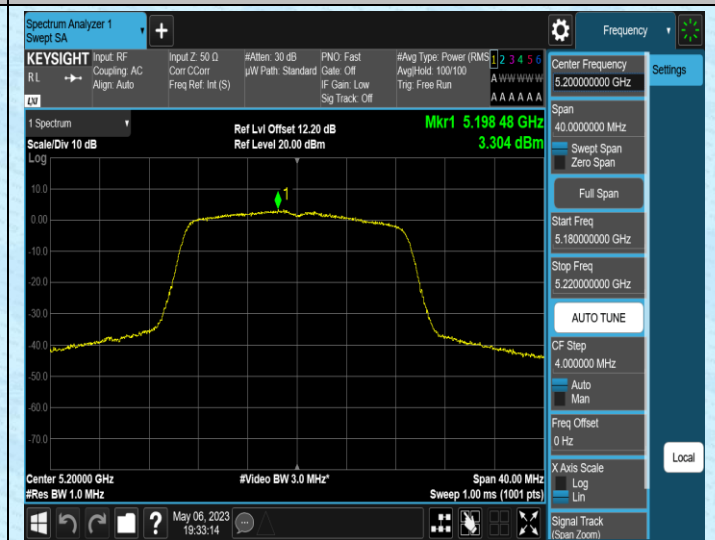 Spectrum Analyzer 1
Swept SA
+
Frequency
KEYSIGHT
RL
LXI
Input: RF
Coupling: AC
Align: Auto
Input Z: 50 Ω
Corr CCorr
Freq Ref: Int (S)
#Atten: 30 dB
µW Path: Standard
PNO: Fast
Gate: Off
IF Gain: Low
Sig Track: Off
#Avg Type: Power (RMS
Avg|Hold: 100/100
Trig: Free Run
1 2 3 4 5 6
A W W W W W
A A A A A A
1 Spectrum
Scale/Div 10 dB
Log
Ref Lvl Offset 12.20 dB
Ref Level 20.00 dBm
Mkr1 5.198 48 GHz
3.304 dBm
1
10.0
0.00
-10.0
-20.0
-30.0
-40.0
-50.0
-60.0
-70.0
Center 5.20000 GHz
#Res BW 1.0 MHz
#Video BW 3.0 MHz*
Span 40.00 MHz
Sweep 1.00 ms (1001 pts)
Center Frequency
5.200000000 GHz
Settings
Span
40.0000000 MHz
Swept Span
Zero Span
Full Span
Start Freq
5.180000000 GHz
Stop Freq
5.220000000 GHz
AUTO TUNE
CF Step
4.000000 MHz
Auto
Man
Freq Offset
0 Hz
X Axis Scale
Log
Lin
Local
Signal Track
(Span Zoom)
?
May 06, 2023
19:33:14